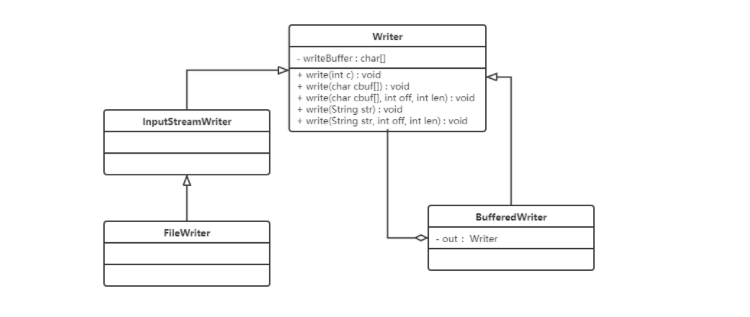 Writer
- writeBuffer : char[]
+ write(int c) : void
+ write(char cbuf[]) : void
+ write(char cbuf[], int off, int len) : void
+ write(String str) : void
+ write(String str, int off, int len) : void
InputStreamWriter
FileWriter
BufferedWriter
- out : Writer